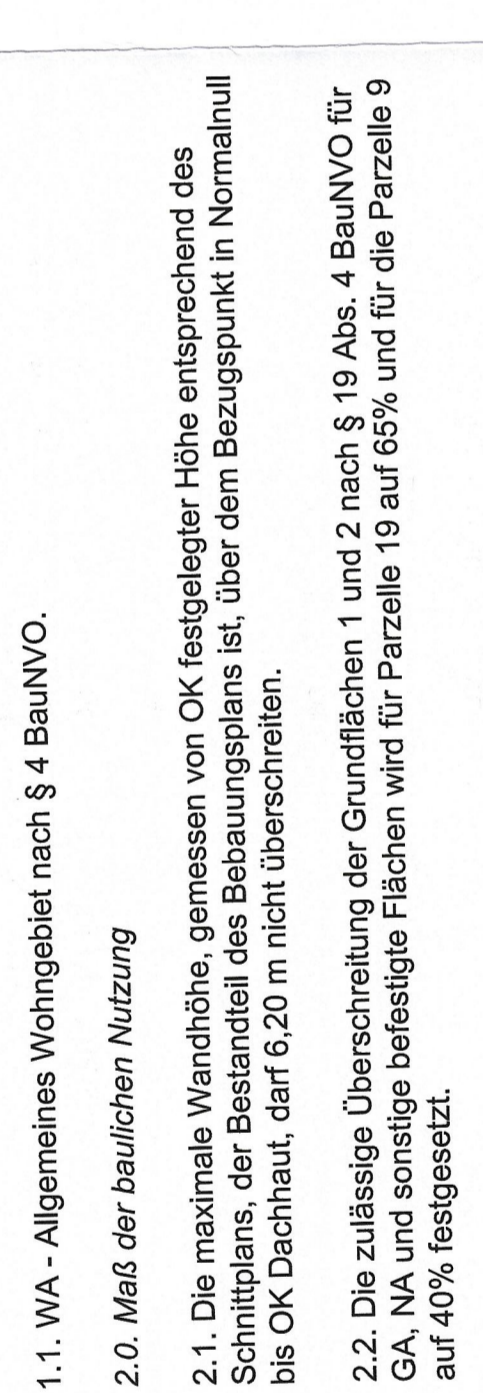 1.1. WA - Allgemeines Wohngebiet nach § 4 BauNVO.
2.0. Maß der baulichen Nutzung
2.1. Die maximale Wandhöhe, gemessen von OK festgelegter Höhe entsprechend des
Schnittplans, der Bestandteil des Bebauungsplans ist, über dem Bezugspunkt in Normalnull
bis OK Dachhaut, darf 6,20 m nicht überschreiten.
2.2. Die zulässige Überschreitung der Grundflächen 1 und 2 nach § 19 Abs. 4 BauNVO für
GA, NA und sonstige befestigte Flächen wird für Parzelle 19 auf 65% und für die Parzelle 9
auf 40% festgesetzt.